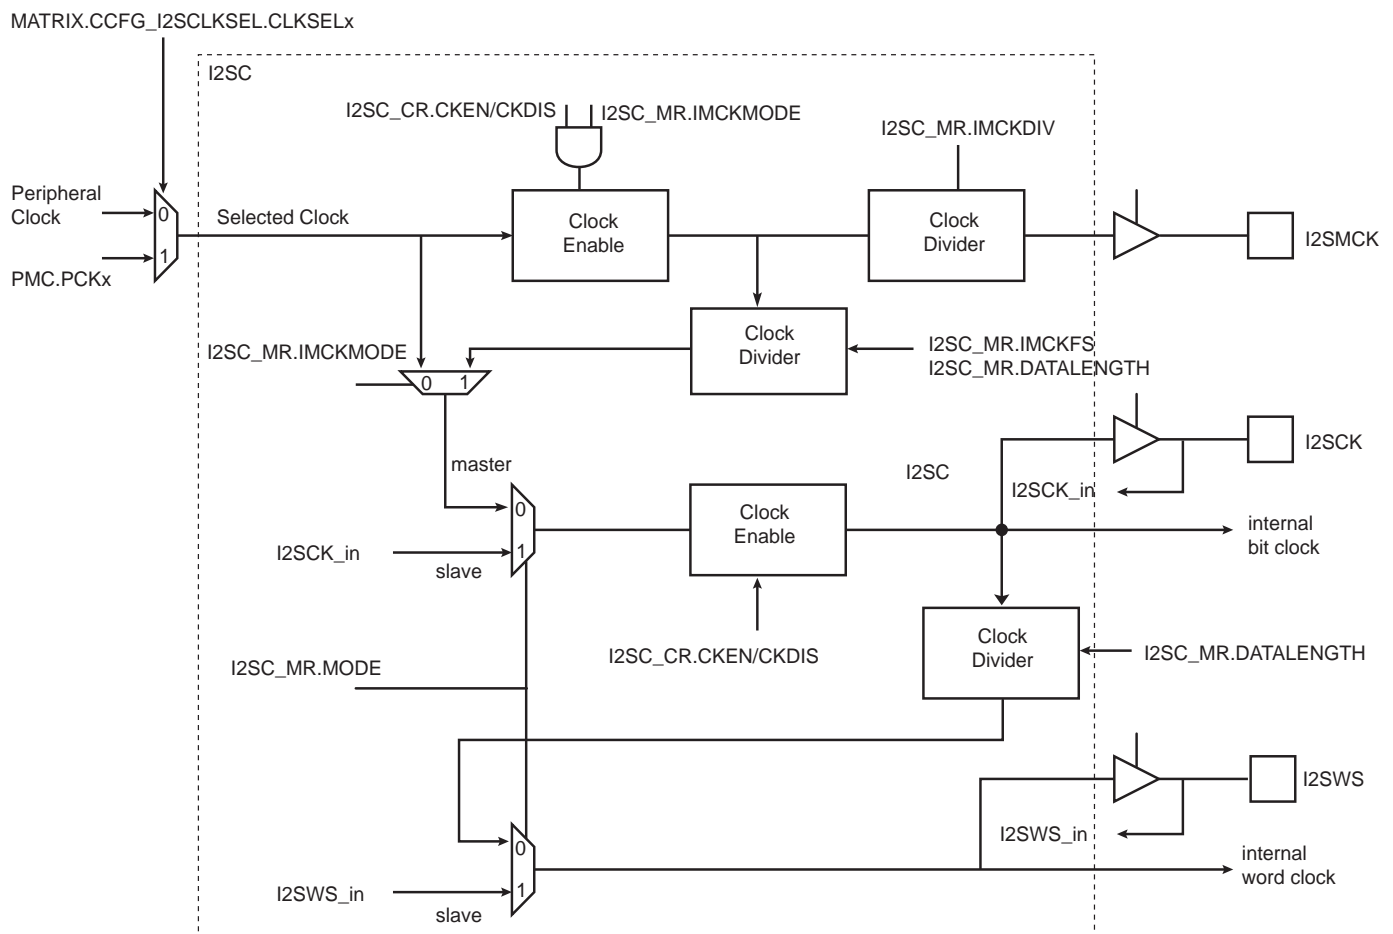 MATRIX.CCFG_I2SCLKSEL.CLKSELx
I2SC
I2SC_CR.CKEN/CKDIS
I2SC_MR.IMCKMODE
I2SC_MR.IMCKDIV
Peripheral
Clock
0
1
PMC.PCKx
Selected Clock
Clock
Enable
Clock
Divider
I2SMCK
Clock
Divider
I2SC_MR.IMCKFS
I2SC_MR.DATALENGTH
I2SC_MR.IMCKMODE
0
1
master
I2SC
I2SCK
I2SCK_in
0
1
I2SCK_in
slave
Clock
Enable
internal
bit clock
I2SC_CR.CKEN/CKDIS
I2SC_MR.MODE
Clock
Divider
I2SC_MR.DATALENGTH
I2SWS
I2SWS_in
0
1
I2SWS_in
slave
internal
word clock